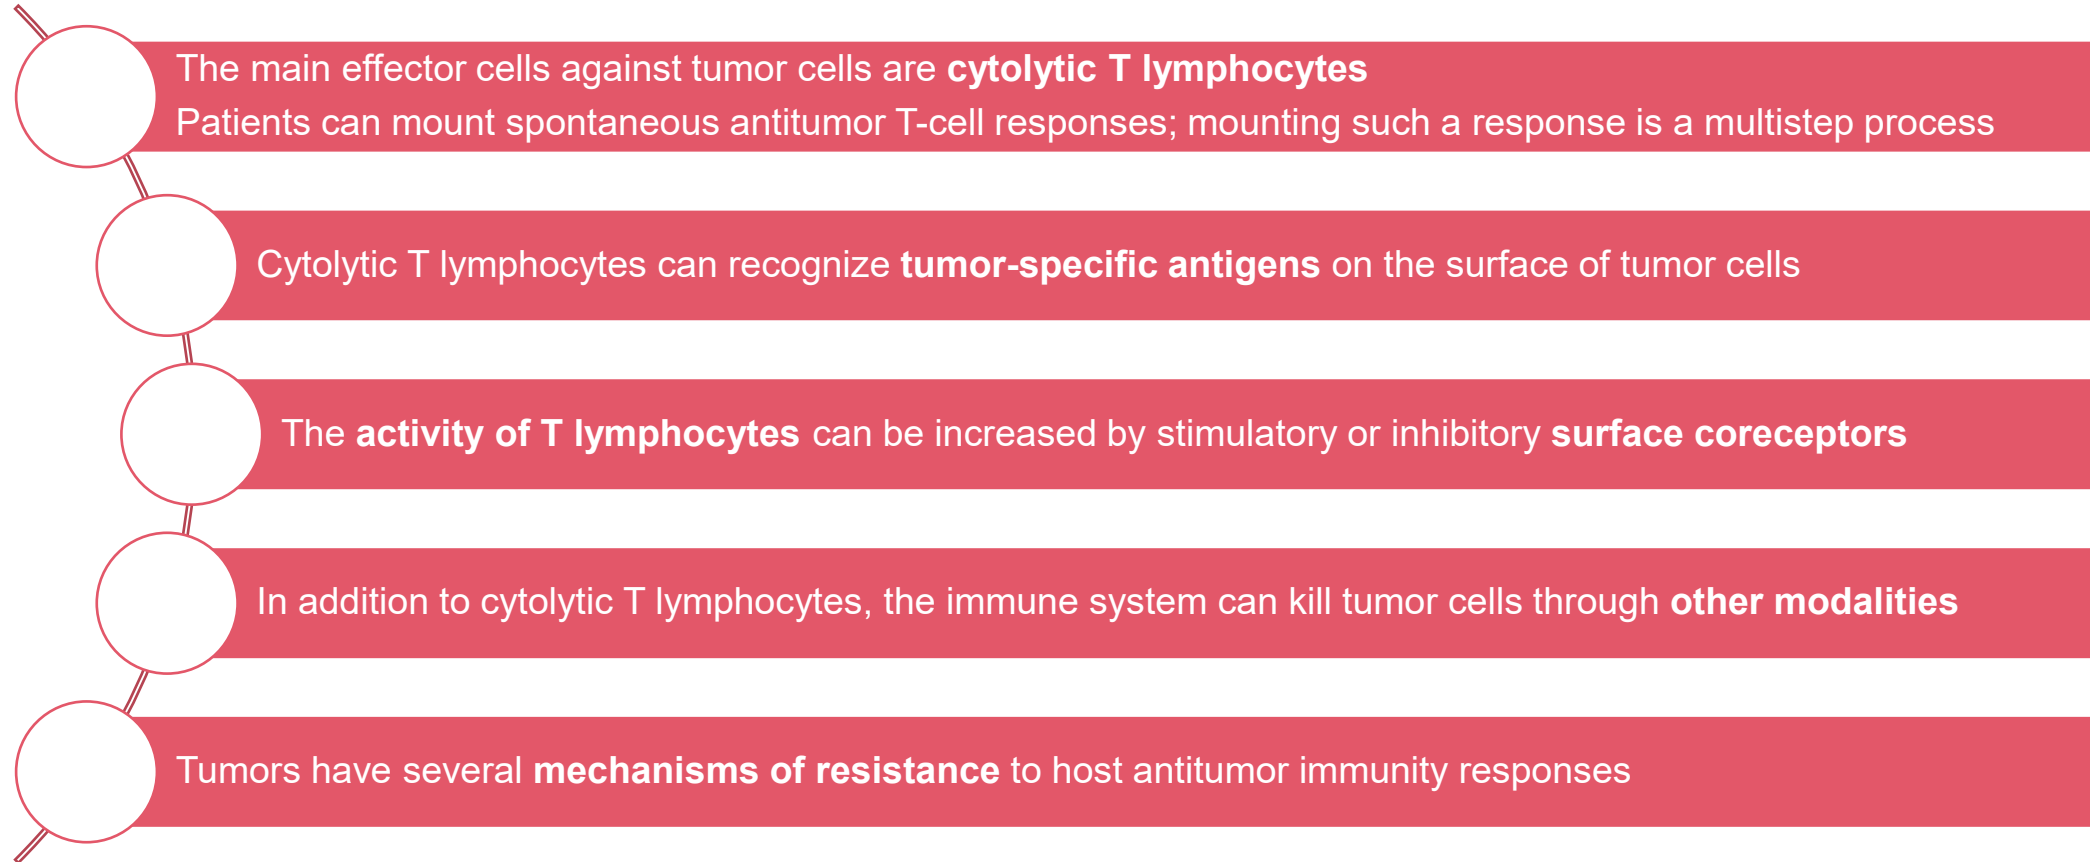 The main effector cells against tumor cells are cytolytic T lymphocytes
Patients can mount spontaneous antitumor T-cell responses; mounting such a response is a multistep process
Cytolytic T lymphocytes can recognize tumor-specific antigens on the surface of tumor cells
The activity of T lymphocytes can be increased by stimulatory or inhibitory surface coreceptors
In addition to cytolytic T lymphocytes, the immune system can kill tumor cells through other modalities
Tumors have several mechanisms of resistance to host antitumor immunity responses